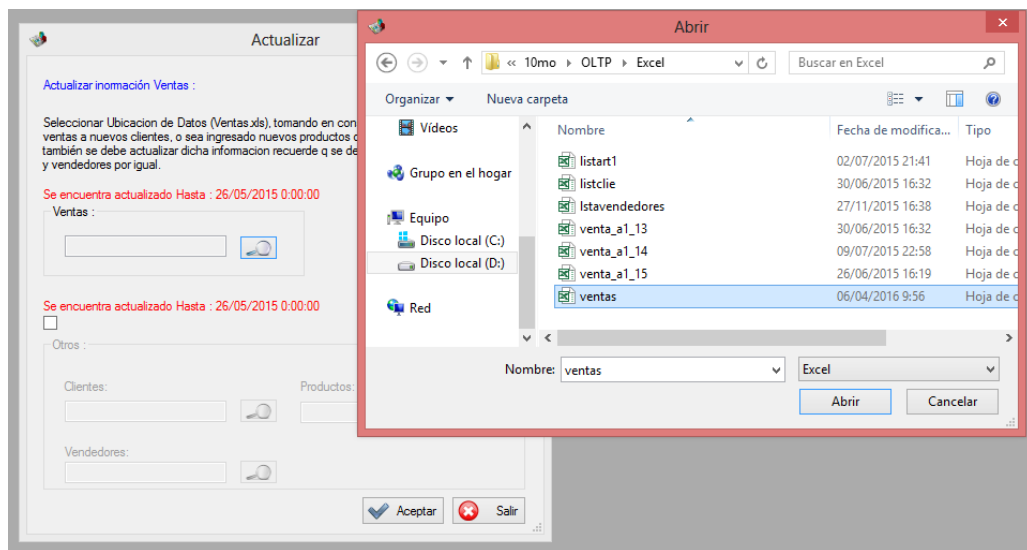 Actualizar
Actualizar inormación Ventas :
Seleccionar Ubicacion de Datos (Ventas.xls), tomando en con
ventas a nuevos clientes, o sea ingresado nuevos productos
también se debe actualizar dicha informacion recuerde q se de
y vendedores por igual.
Se encuentra actualizado Hasta : 26/05/2015 0:00:00
Ventas :
Se encuentra actualizado Hasta : 26/05/2015 0:00:00
Otros :
Clientes:
Productos:
Vendedores:
Aceptar
Salir
Abrir
« 10mo OLTP Excel
Buscar en Excel
Organizar
Nueva carpeta
Vídeos
Grupo en el hogar
Equipo
Disco local (C:)
Disco local (D:)
Red
Nombre Fecha de modifica... Tipo
listart1 02/07/2015 21:41 Hoja de c
listclie 30/06/2015 16:32 Hoja de c
lstavendedores 27/11/2015 16:38 Hoja de c
venta_a1_13 30/06/2015 16:32 Hoja de c
venta_a1_14 09/07/2015 22:58 Hoja de c
venta_a1_15 26/06/2015 16:19 Hoja de c
ventas 06/04/2016 9:56 Hoja de c
Nombre: ventas
Excel
Abrir
Cancelar